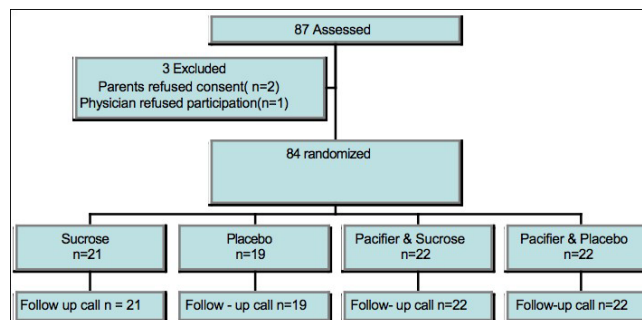 87 Assessed
3 Excluded
Parents refused consent( n=2)
Physician refused participation(n=1)
84 randomized
Sucrose
n=21
Placebo
n=19
Pacifier & Sucrose
n=22
Pacifier & Placebo
n=22
Follow up call n = 21
Follow - up call n=19
Follow- up call n=22
Follow-up call n=22